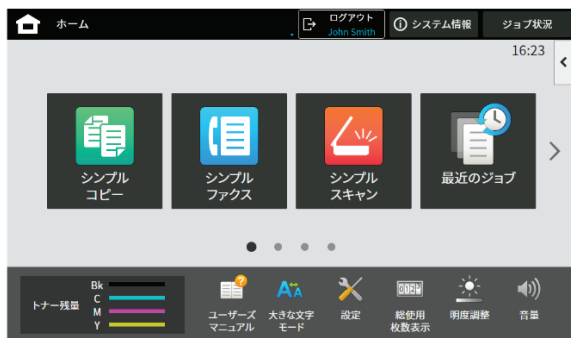 ホーム
ログアウト
John Smith
システム情報
ジョブ状況
16:23
シンプル
コピー
シンプル
ファクス
シンプル
スキャン
最近のジョブ
トナー残量
Bk
C
M
Y
ユーザーズ
マニュアル
大きな文字
モード
設定
総使用
枚数表示
明度調整
音量